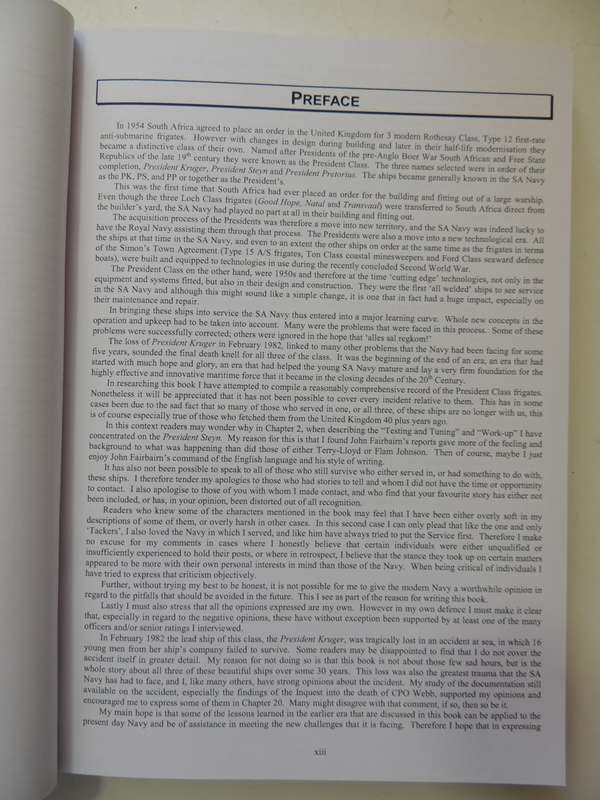 PREFACE
In 1954 South Africa agreed to place an order in the United Kingdom for 3 modern Rothesay Class, Type 12 first-rate
anti-submarine frigates. However with changes in design during building and later in their half-life modernisation they
became a distinctive class of their own. Named after Presidents of the pre-Anglo Boer War South African and Free State
Republics of the late 19th century they were known as the President Class. The three names selected were in order of their
completion, President Kruger, President Steyn and President Pretorius. The ships became generally known in the SA Navy
as the PK, PS, and PP or together as the President's.
This was the first time that South Africa had ever placed an order for the building and fitting out of a large warship.
Even though the three Loch Class frigates (Good Hope, Natal and Transvaal) were transferred to South Africa direct from
the builder's yard, the SA Navy had played no part at all in their building and fitting out.
The acquisition process of the Presidents was therefore a move into new territory, and the SA Navy was indeed lucky to
have the Royal Navy assisting them through that process. The Presidents were also a move into a new technological era. All
the ships at that time in the SA Navy, and even to an extent the other ships on order at the same time as the frigates in terms
of the Simon's Town Agreement (Type 15 A/S frigates, Ton Class coastal minesweepers and Ford Class seaward defence
boats), were built and equipped to technologies in use during the recently concluded Second World War.
The President Class on the other hand, were 1950s and therefore at the time 'cutting edge' technologies, not only in the
equipment and systems fitted, but also in their design and construction. They were the first 'all welded' ships to see service
in the SA Navy and although this might sound like a simple change, it is one that in fact had a huge impact, especially on
their maintenance and repair.
In bringing these ships into service the SA Navy thus entered into a major learning curve. Whole new concepts in the
operation and upkeep had to be taken into account. Many were the problems that were faced in this process. Some of these
problems were successfully corrected; others were ignored in the hope that 'alles sal regkom!'
The loss of President Kruger in February 1982, linked to many other problems that the Navy had been facing for some
five years, sounded the final death knell for all three of the class. It was the beginning of the end of an era, an era that had
started with much hope and glory, an era that had helped the young SA Navy mature and lay a very firm foundation for the
highly effective and innovative maritime force that it became in the closing decades of the 20th Century.
In researching this book I have attempted to compile a reasonably comprehensive record of the President Class frigates.
Nonetheless it will be appreciated that it has not been possible to cover every incident relative to them. This has in some
cases been due to the sad fact that so many of those who served in one, or all three, of these ships are no longer with us, this
is of course especially true of those who fetched them from the United Kingdom 40 plus years ago.
In this context readers may wonder why in Chapter 2, when describing the "Testing and Tuning" and "Work-up" I have
concentrated on the President Steyn. My reason for this is that I found John Fairbairn's reports gave more of the feeling and
background to what was happening than did those of either Terry-Lloyd or Flam Johnson. Then of course, maybe I just
enjoy John Fairbairn's command of the English language and his style of writing.
It has also not been possible to speak to all of those who still survive who either served in, or had something to do with,
these ships. I therefore tender my apologies to those who had stories to tell and whom I did not have the time or opportunity
to contact. I also apologise to those of you with whom I made contact, and who find that your favourite story has either not
been included, or has, in your opinion, been distorted out of all recognition.
Readers who knew some of the characters mentioned in the book may feel that I have been either overly soft in my
descriptions of some of them, or overly harsh in other cases. In this second case I can only plead that like the one and only
'Tackers', I also loved the Navy in which I served, and like him have always tried to put the Service first. Therefore I make
no excuse for my comments in cases where I honestly believe that certain individuals were either unqualified or
insufficiently experienced to hold their posts, or where in retrospect, I believe that the stance they took up on certain matters
appeared to be more with their own personal interests in mind than those of the Navy. When being critical of individuals I
have tried to express that criticism objectively.
Further, without trying my best to be honest, it is not possible for me to give the modern Navy a worthwhile opinion in
regard to the pitfalls that should be avoided in the future. This I see as part of the reason for writing this book.
Lastly I must also stress that all the opinions expressed are my own. However in my own defence I must make it clear
that, especially in regard to the negative opinions, these have without exception been supported by at least one of the many
officers and/or senior ratings I interviewed.
In February 1982 the lead ship of this class, the President Kruger, was tragically lost in an accident at sea, in which 16
young men from her ship's company failed to survive. Some readers may be disappointed to find that I do not cover the
accident itself in greater detail. My reason for not doing so is that this book is not about those few sad hours, but is the
whole story about all three of these beautiful ships over some 30 years. This loss was also the greatest trauma that the SA
Navy has had to face, and I, like many others, have strong opinions about the incident. My study of the documentation still
available on the accident, especially the findings of the Inquest into the death of CPO Webb, supported my opinions and
encouraged me to express some of them in Chapter 20. Many might disagree with that comment, if so, then so be it.
My main hope is that some of the lessons learned in the earlier era that are discussed in this book can be applied to the
present day Navy and be of assistance in meeting the new challenges that it is facing. Therefore I hope that in expressing
xiii